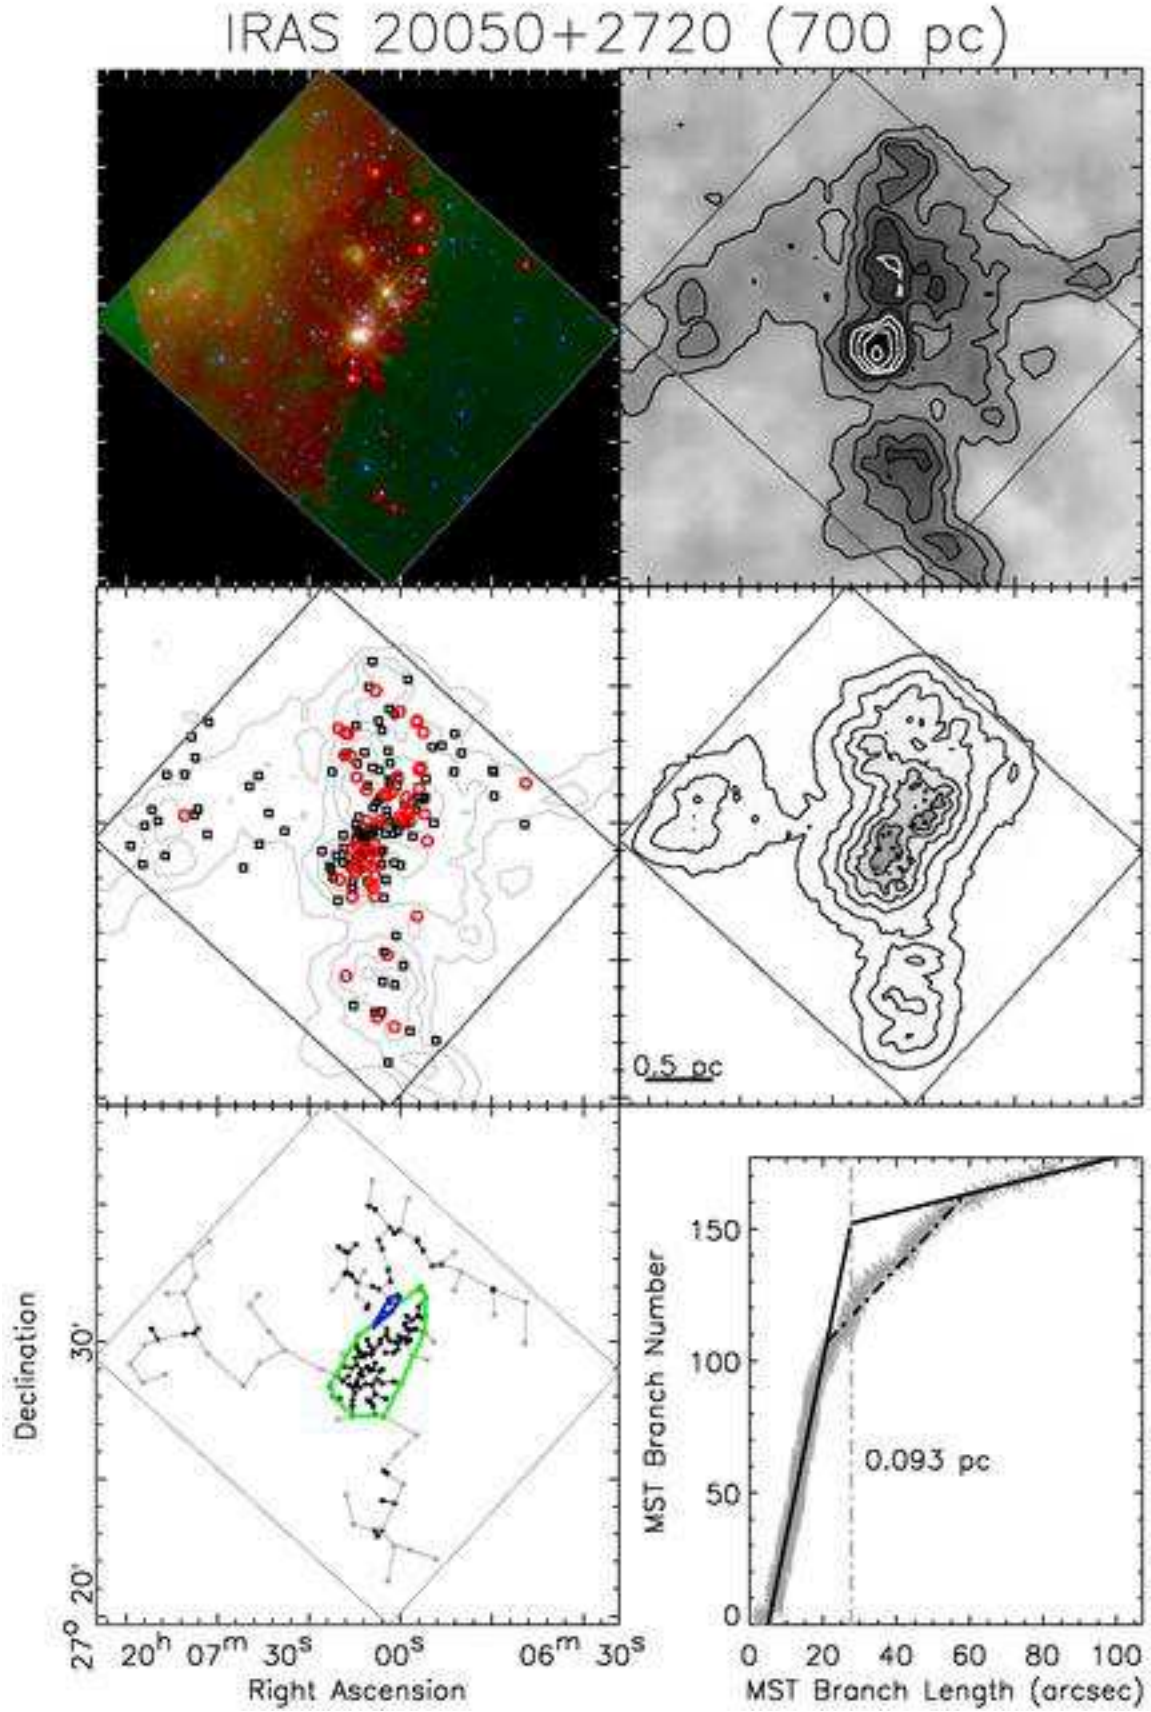 IRAS 20050+2720 (700 pc)
0.5 pc
Declination
30'
27° 20'
20ʰ 07ᵐ 30ˢ
00ˢ
06ᵐ 30ˢ
Right Ascension
MST Branch Number
150
100
50
0
0.093 pc
0
20
40
60
80
100
MST Branch Length (arcsec)